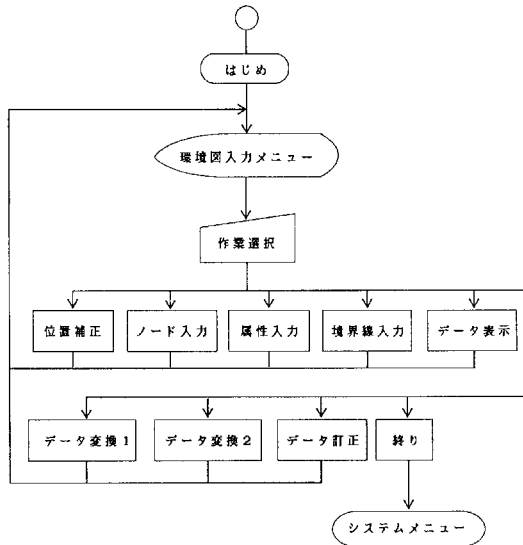 はじめ
環境図入力メニュー
作業選択
位置補正 ノード入力 属性入力 境界線入力 データ表示
データ変換1 データ変換2 データ訂正 終り
システムメニュー